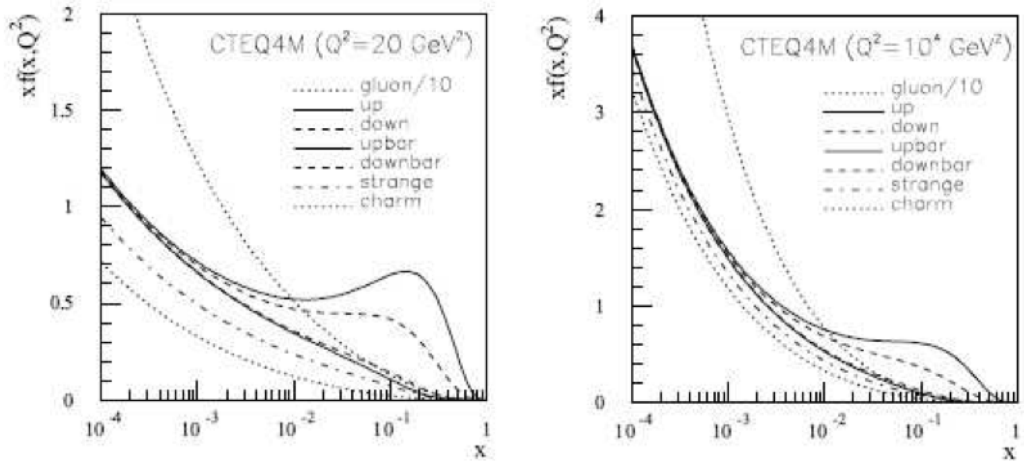 xf(x,Q²)
2
1.5
1
0.5
0
10⁻⁴
10⁻³
10⁻²
10⁻¹
1
x
CTEQ4M (Q²=20 GeV²)
gluon/10
up
down
upbar
downbar
strange
charm
xf(x,Q²)
4
3
2
1
0
10⁻⁴
10⁻³
10⁻²
10⁻¹
1
x
CTEQ4M (Q²=10⁴ GeV²)
gluon/10
up
down
upbar
downbar
strange
charm